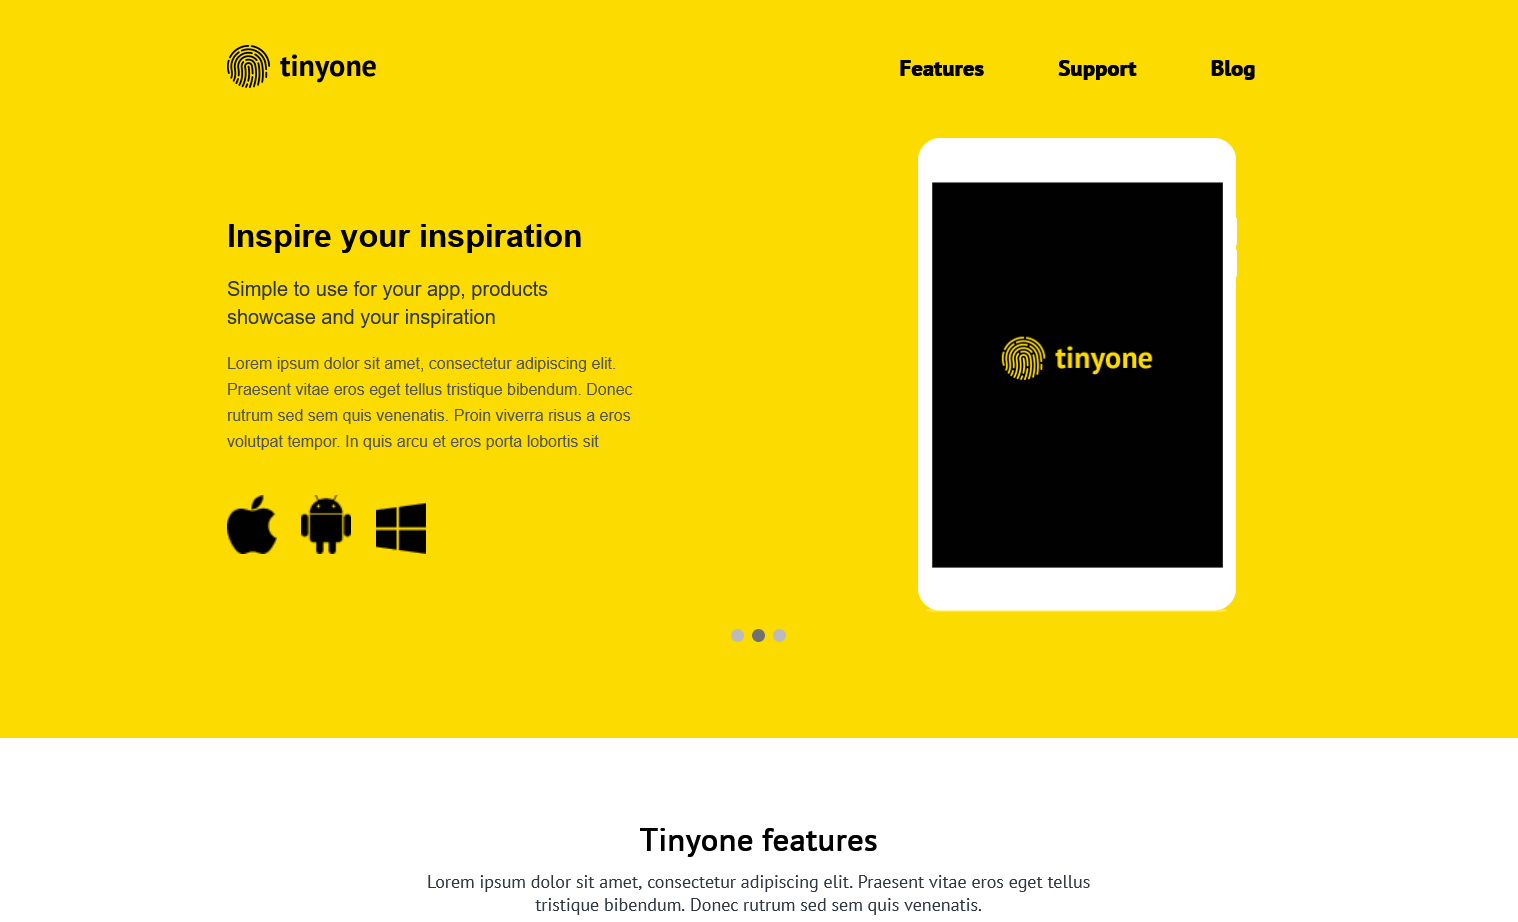 tinyone
Features Support Blog
Inspire your inspiration
Simple to use for your app, products
showcase and your inspiration
Lorem ipsum dolor sit amet, consectetur adipiscing elit.
Praesent vitae eros eget tellus tristique bibendum. Donec
rutrum sed sem quis venenatis. Proin viverra risus a eros
volutpat tempor. In quis arcu et eros porta lobortis sit
tinyone
Tinyone features
Lorem ipsum dolor sit amet, consectetur adipiscing elit. Praesent vitae eros eget tellus
tristique bibendum. Donec rutrum sed sem quis venenatis.